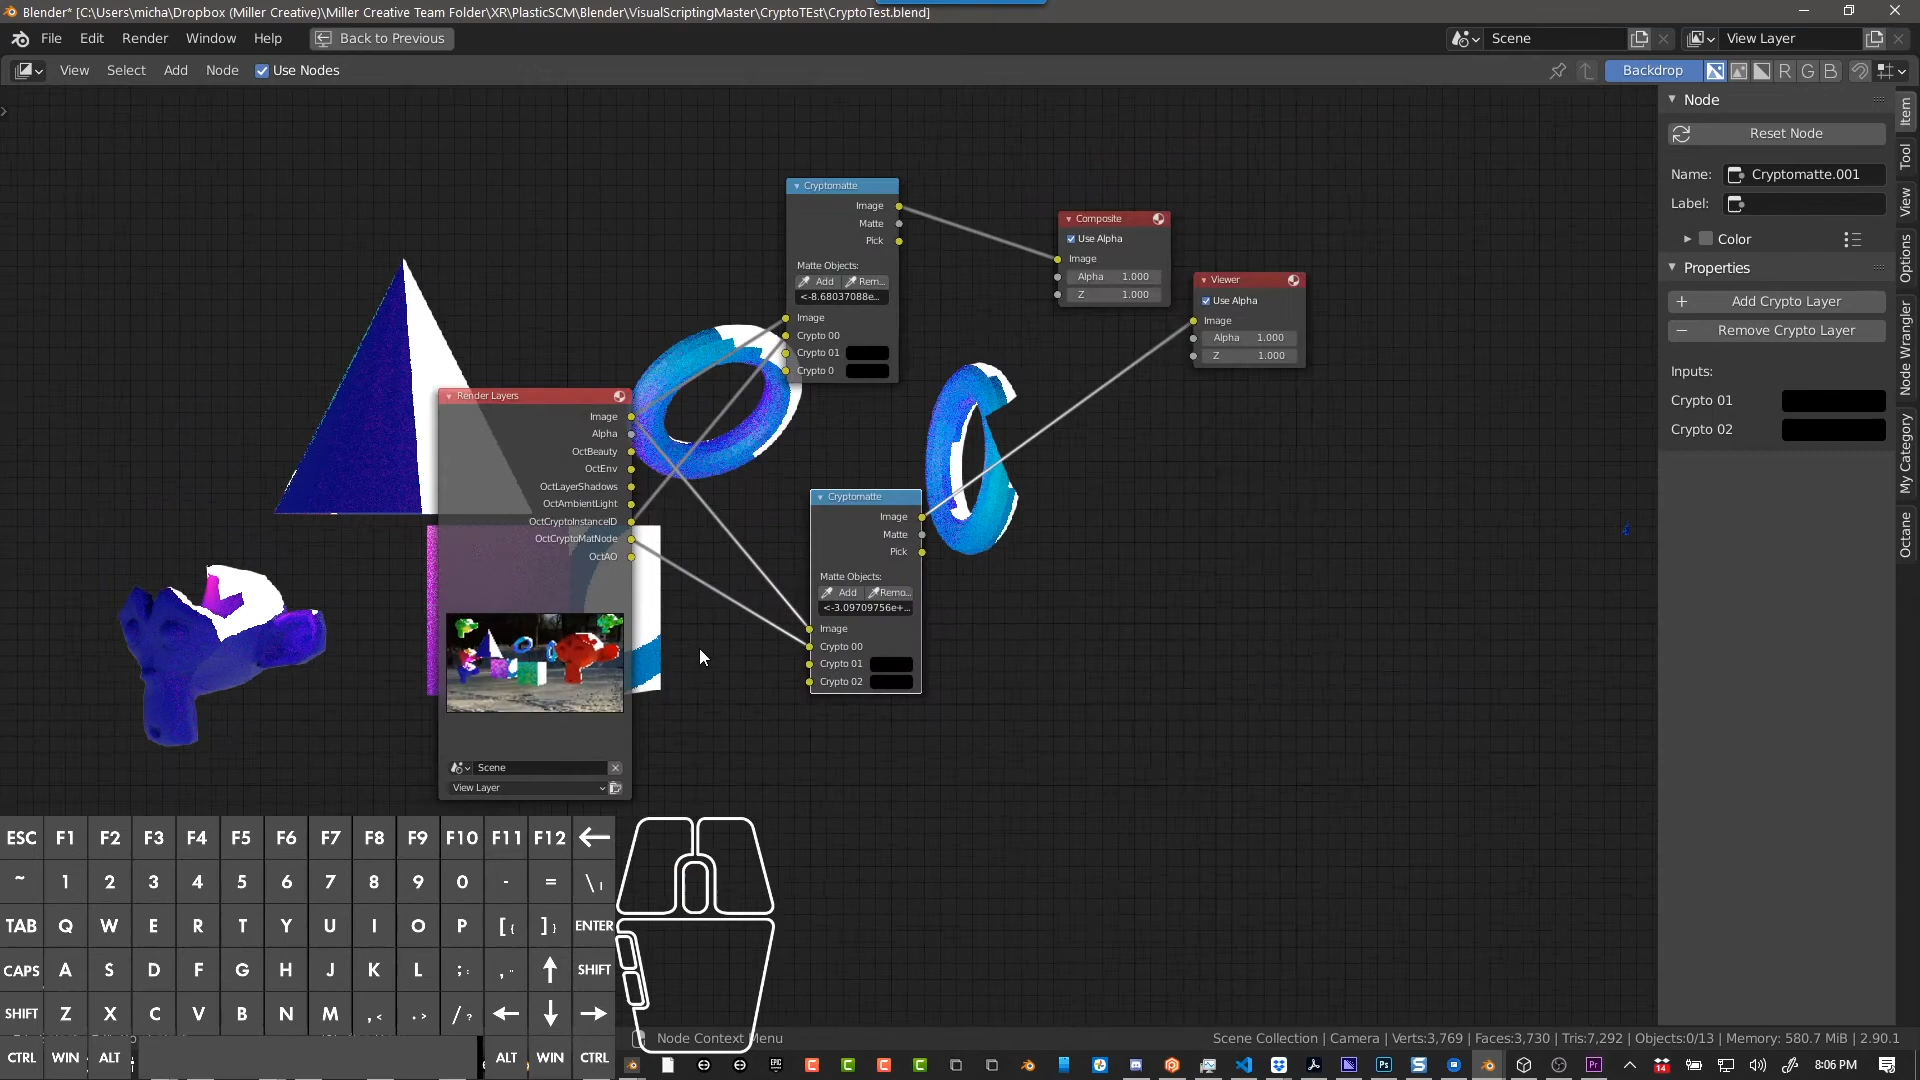 Blender* [C:\Users\micha\Dropbox (Miller Creative)\Miller Creative Team Folder\XR\PlasticSCM\Blender\VisualScriptingMaster\CryptoTEst\CryptoTest.blend]
File Edit Render Window Help Back to Previous Scene View Layer
View Select Add Node Use Nodes Backdrop R G B
Node
Reset Node
Name: Cryptomatte.001
Label:
Color
Properties
Add Crypto Layer
Remove Crypto Layer
Inputs:
Crypto 01
Crypto 02
Item
Tool
View
Options
Node Wrangler
My Category
Octane
Cryptomatte
Image
Matte
Pick
Matte Objects:
Add Rem...
<-8.68037088e...
Image
Crypto 00
Crypto 01
Crypto 0
Composite
Use Alpha
Image
Alpha 1.000
Z 1.000
Viewer
Use Alpha
Image
Alpha 1.000
Z 1.000
Render Layers
Image
Alpha
OctBeauty
OctEnv
OctLayerShadows
OctAmbientLight
OctCryptoInstanceID
OctCryptoMatNode
OctAO
Scene
View Layer
Cryptomatte
Image
Matte
Pick
Matte Objects:
Add Remo...
<-3.09709756e+...
Image
Crypto 00
Crypto 01
Crypto 02
ESC F1 F2 F3 F4 F5 F6 F7 F8 F9 F10 F11 F12 ←
~ 1 2 3 4 5 6 7 8 9 0 - = \ |
TAB Q W E R T Y U I O P [ { ] } ENTER
CAPS A S D F G H J K L ; : , " ↑ SHIFT
SHIFT Z X C V B N M , < . > / ? ← ↓ →
CTRL WIN ALT ALT WIN CTRL
Node Context Menu
Scene Collection | Camera | Verts:3,769 | Faces:3,730 | Tris:7,292 | Objects:0/13 | Memory: 580.7 MiB | 2.90.1
14
8:06 PM